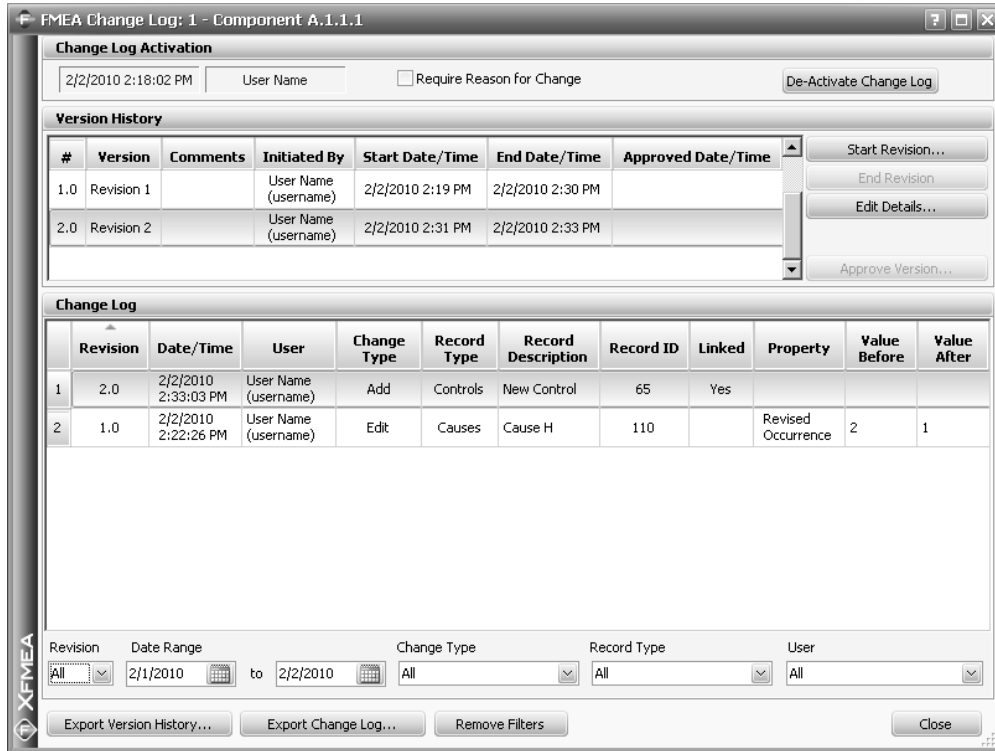 FMEA Change Log: 1 - Component A.1.1.1
Change Log Activation
2/2/2010 2:18:02 PM User Name Require Reason for Change De-Activate Change Log
Version History
# Version Comments Initiated By Start Date/Time End Date/Time Approved Date/Time
1.0 Revision 1 User Name (username) 2/2/2010 2:19 PM 2/2/2010 2:30 PM
2.0 Revision 2 User Name (username) 2/2/2010 2:31 PM 2/2/2010 2:33 PM
Start Revision...
End Revision
Edit Details...
Approve Version...
Change Log
Revision Date/Time User Change Type Record Type Record Description Record ID Linked Property Value Before Value After
1 2.0 2/2/2010 2:33:03 PM User Name (username) Add Controls New Control 65 Yes
2 1.0 2/2/2010 2:22:26 PM User Name (username) Edit Causes Cause H 110 Revised Occurrence 2 1
Revision Date Range Change Type Record Type User
All 2/1/2010 to 2/2/2010 All All All
Export Version History... Export Change Log... Remove Filters Close
XFMEA